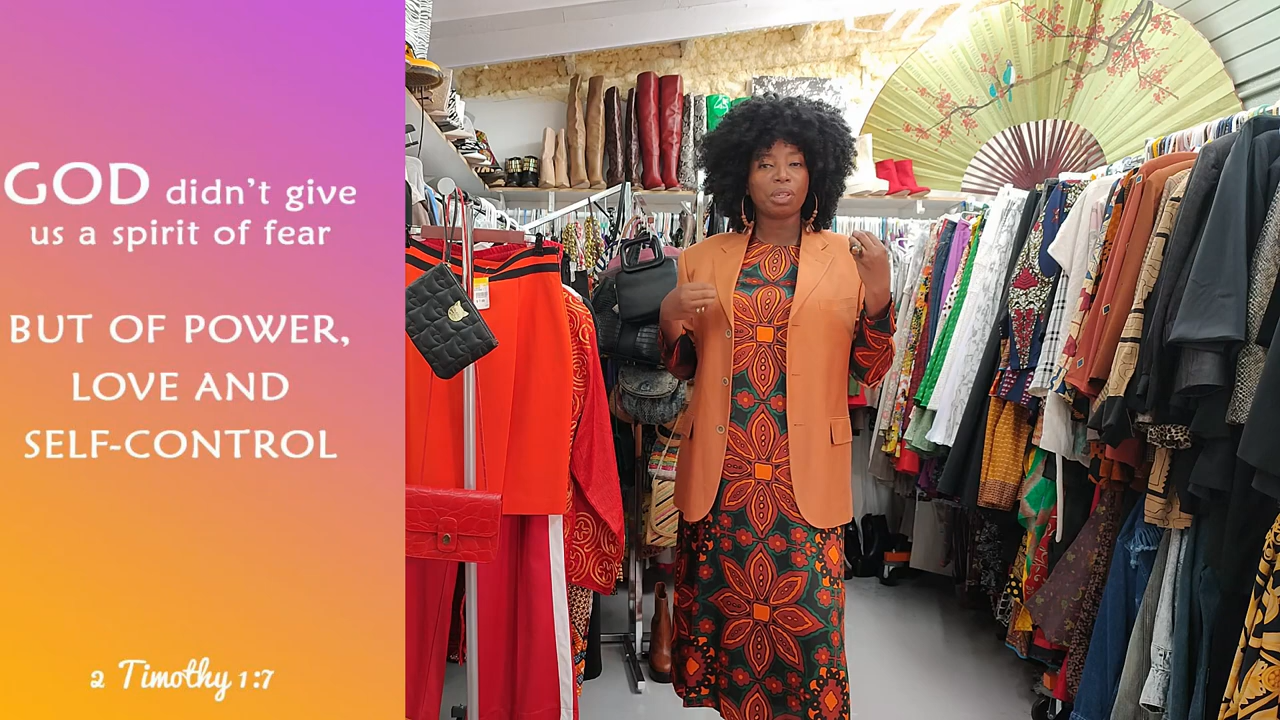 GOD didn't give
us a spirit of fear
BUT OF POWER,
LOVE AND
SELF-CONTROL
2 Timothy 1:7